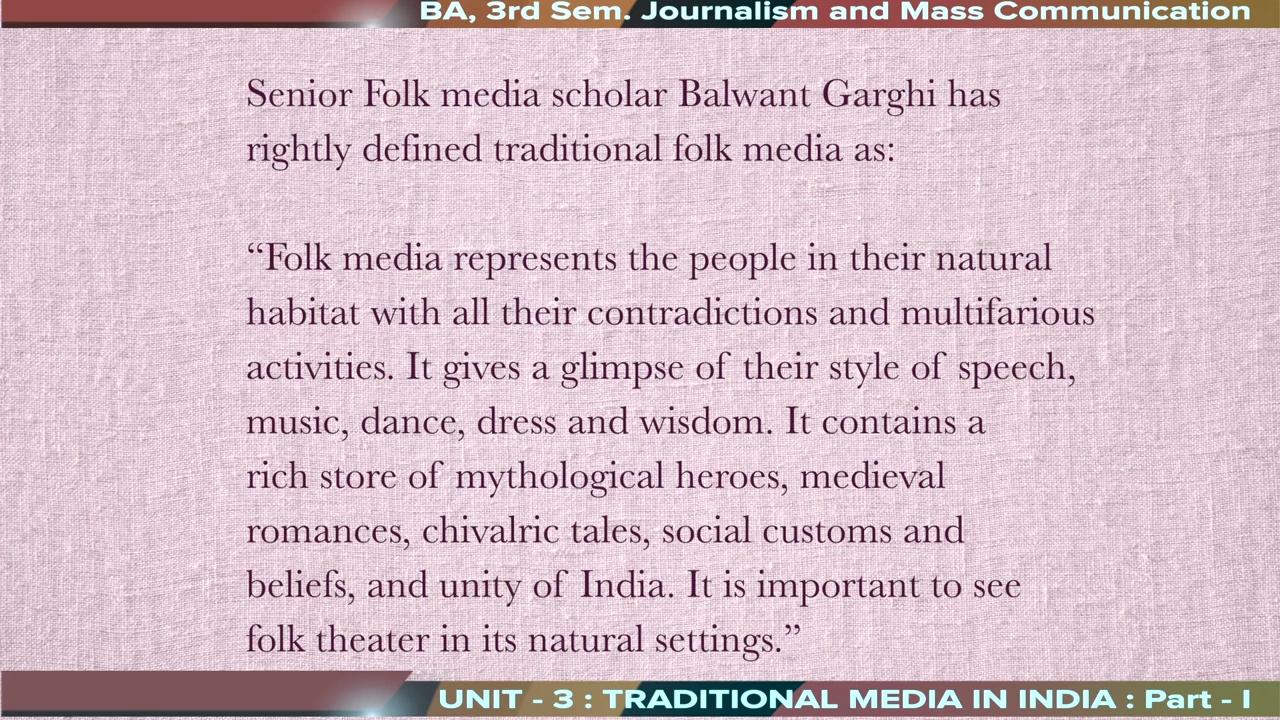 BA, 3rd Sem. Journalism and Mass Communication
Senior Folk media scholar Balwant Garghi has
rightly defined traditional folk media as:
“Folk media represents the people in their natural
habitat with all their contradictions and multifarious
activities. It gives a glimpse of their style of speech,
music, dance, dress and wisdom. It contains a
rich store of mythological heroes, medieval
romances, chivalric tales, social customs and
beliefs, and unity of India. It is important to see
folk theater in its natural settings.”
UNIT - 3 : TRADITIONAL MEDIA IN INDIA : Part - I